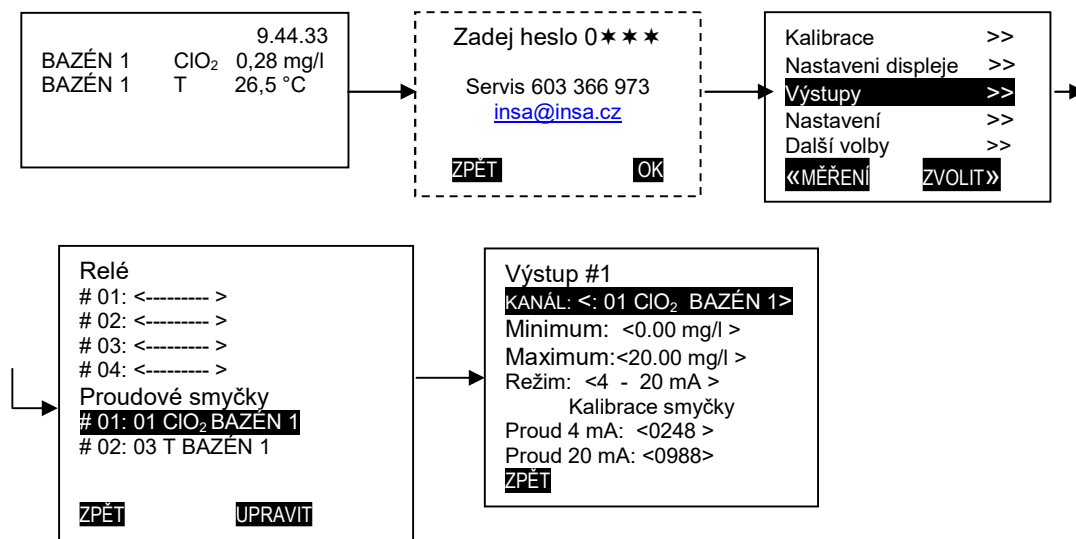 9.44.33
BAZÉN 1 ClO₂ 0,28 mg/l
BAZÉN 1 T 26,5 °C
Zadej heslo 0✶✶✶
Servis 603 366 973
insa@insa.cz
ZPĚT OK
Kalibrace >>
Nastaveni displeje >>
Výstupy >>
Nastavení >>
Další volby >>
«MĚŘENÍ ZVOLIT»
Relé
# 01: <--------- >
# 02: <--------- >
# 03: <--------- >
# 04: <--------- >
Proudové smyčky
# 01: 01 ClO₂ BAZÉN 1
# 02: 03 T BAZÉN 1
ZPĚT UPRAVIT
Výstup #1
KANÁL: <: 01 ClO₂ BAZÉN 1>
Minimum: <0.00 mg/l >
Maximum:<20.00 mg/l >
Režim: <4 - 20 mA >
Kalibrace smyčky
Proud 4 mA: <0248 >
Proud 20 mA: <0988>
ZPĚT